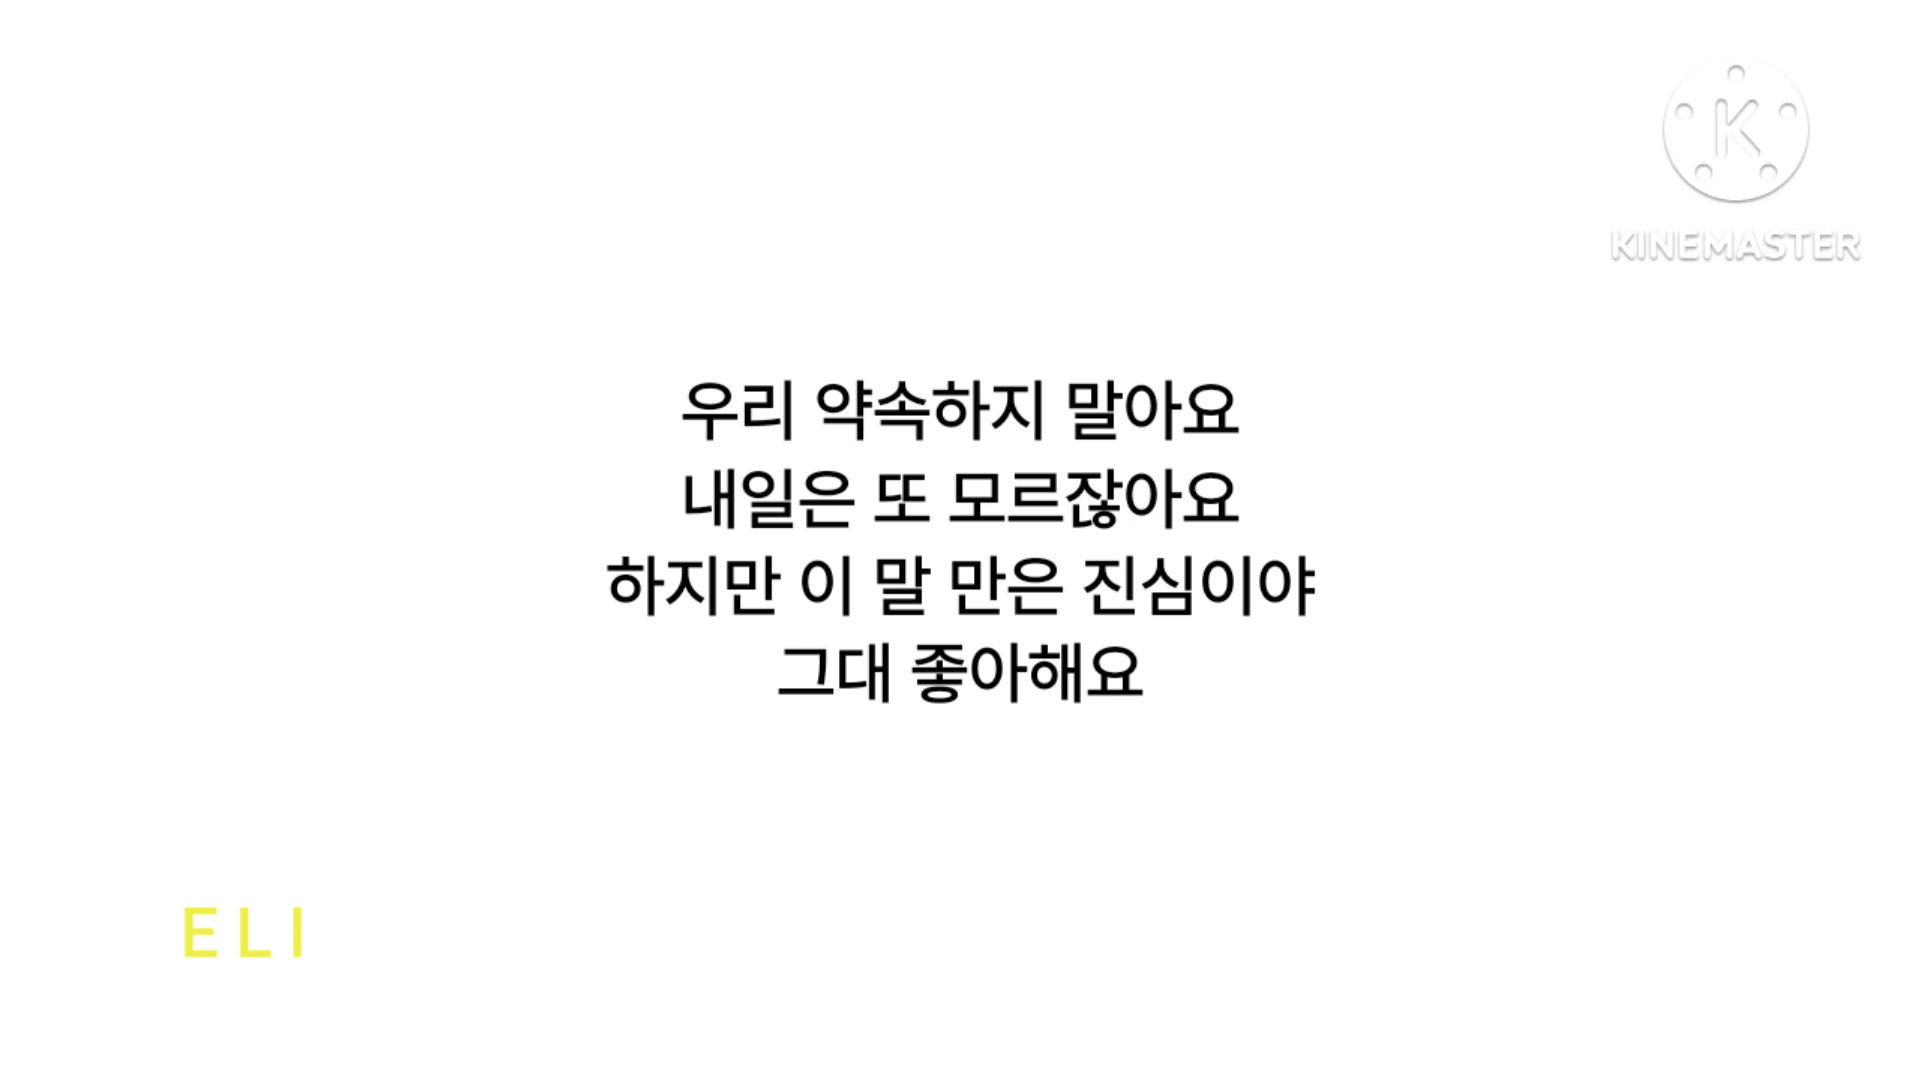 K
KINEMASTER
우리 약속하지 말아요
내일은 또 모르잖아요
하지만 이 말 만은 진심이야
그대 좋아해요
ELI